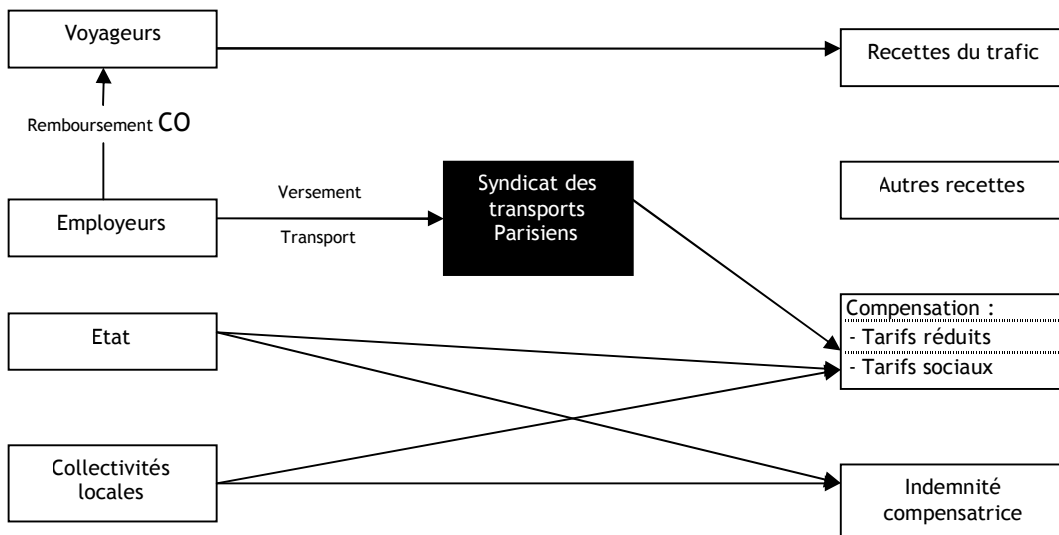 Voyageurs
Recettes du trafic
Remboursement CO
Autres recettes
Employeurs
Versement
Transport
Syndicat des
transports
Parisiens
Etat
Compensation :
- Tarifs réduits
- Tarifs sociaux
Collectivités
locales
Indemnité
compensatrice